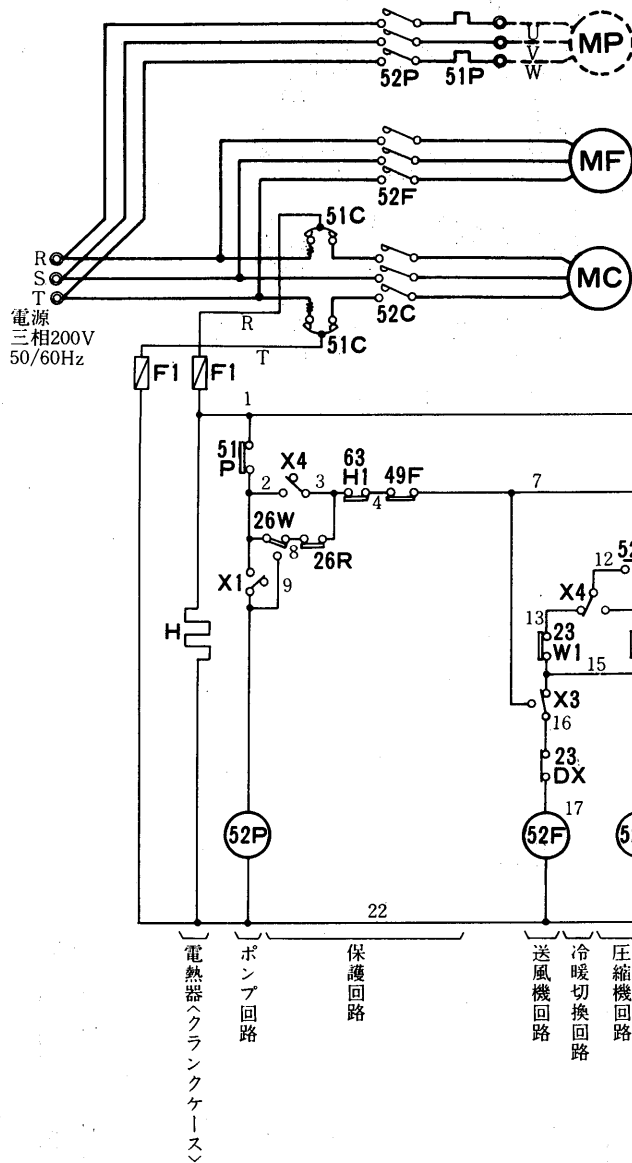 U
V
W
MP
52P
51P
MF
52F
51C
R
S
T
電源
三相200V
50/60Hz
MC
52C
R
T
51C
F1
F1
1
51
P
X4
2
3
63
H1
4
49F
7
26W
8
26R
X1
9
12
X4
13
23
W1
15
H
X3
16
23
DX
17
52P
52F
22
電熱器〈クランクケース〉
ポンプ回路
保護回路
送風機回路
冷暖切換回路
圧縮機回路